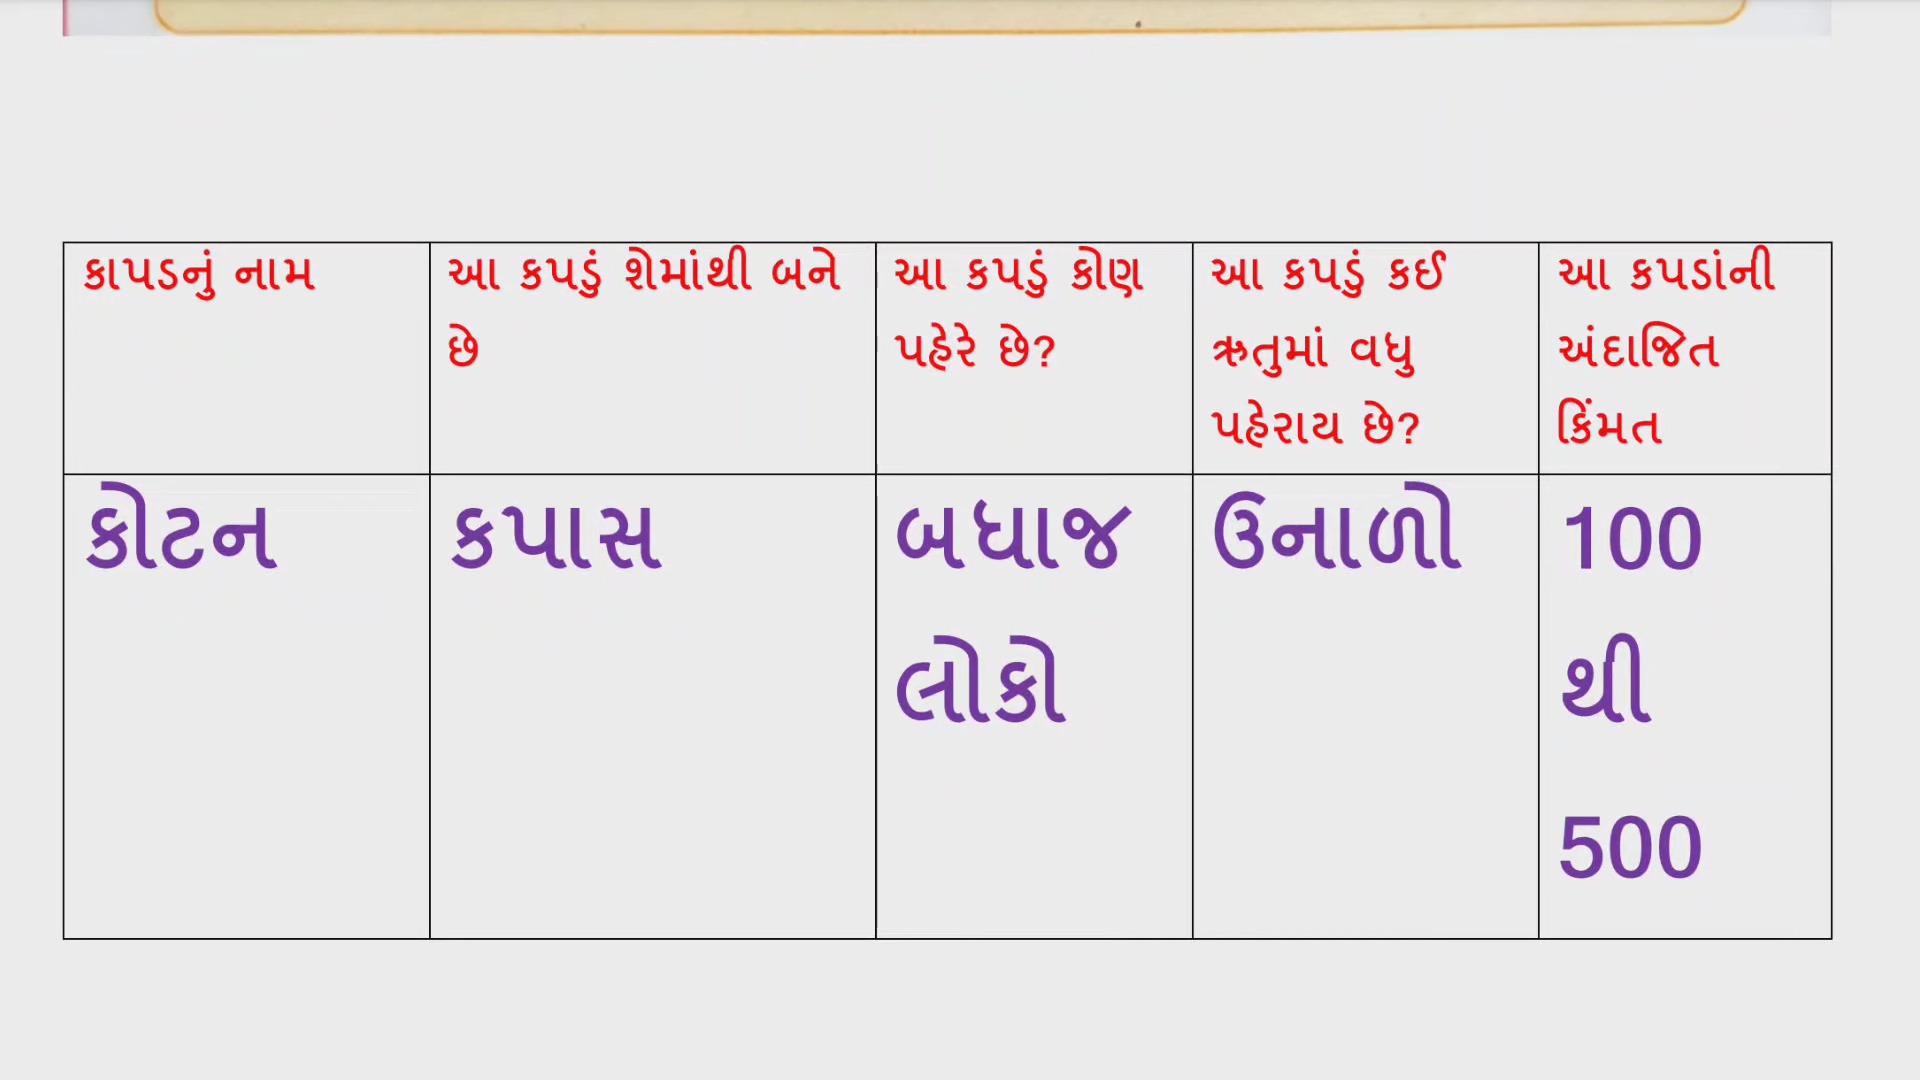 કાપડનું નામ
આ કપડું શેમાંથી બને
છે
આ કપડું કોણ
પહેરે છે?
આ કપડું કઈ
ઋતુમાં વધુ
પહેરાય છે?
આ કપડાંની
અંદાજિત
કિંમત
કોટન
કપાસ
બધાજ
લોકો
ઉનાળો
100
થી
500